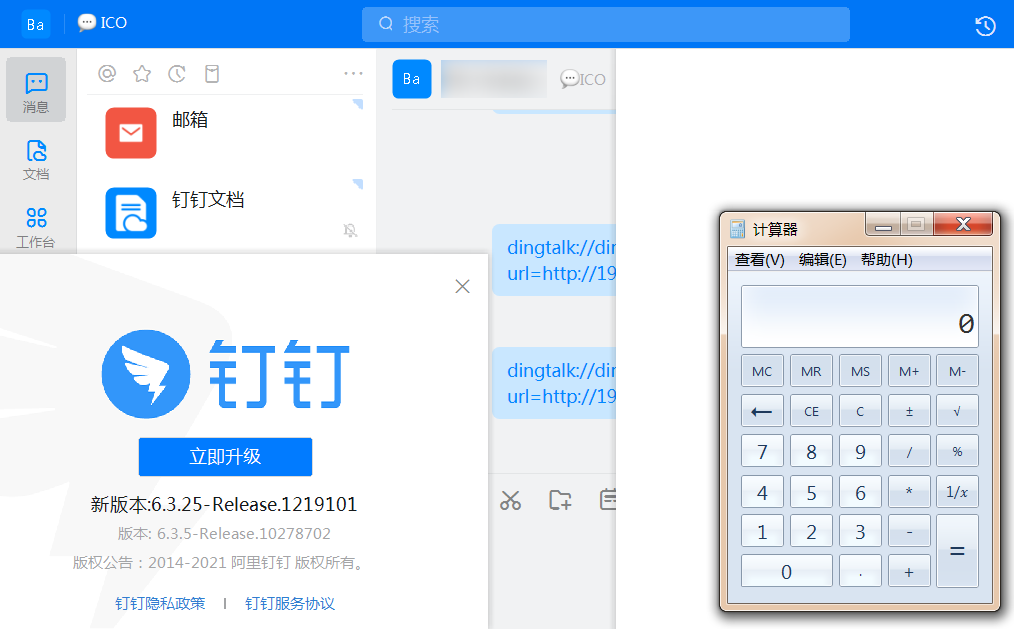 Ba ICO 搜索
消息
文档
工作台
邮箱
钉钉文档
Ba ICO
dingtalk://din
url=http://19
dingtalk://din
url=http://19
钉钉
立即升级
新版本:6.3.25-Release.1219101
版本: 6.3.5-Release.10278702
版权公告：2014-2021 阿里钉钉 版权所有。
钉钉隐私政策 | 钉钉服务协议
计算器
查看(V) 编辑(E) 帮助(H)
0
MC MR MS M+ M-
← CE C ± √
7 8 9 / %
4 5 6 * 1/x
1 2 3 - =
0 . +